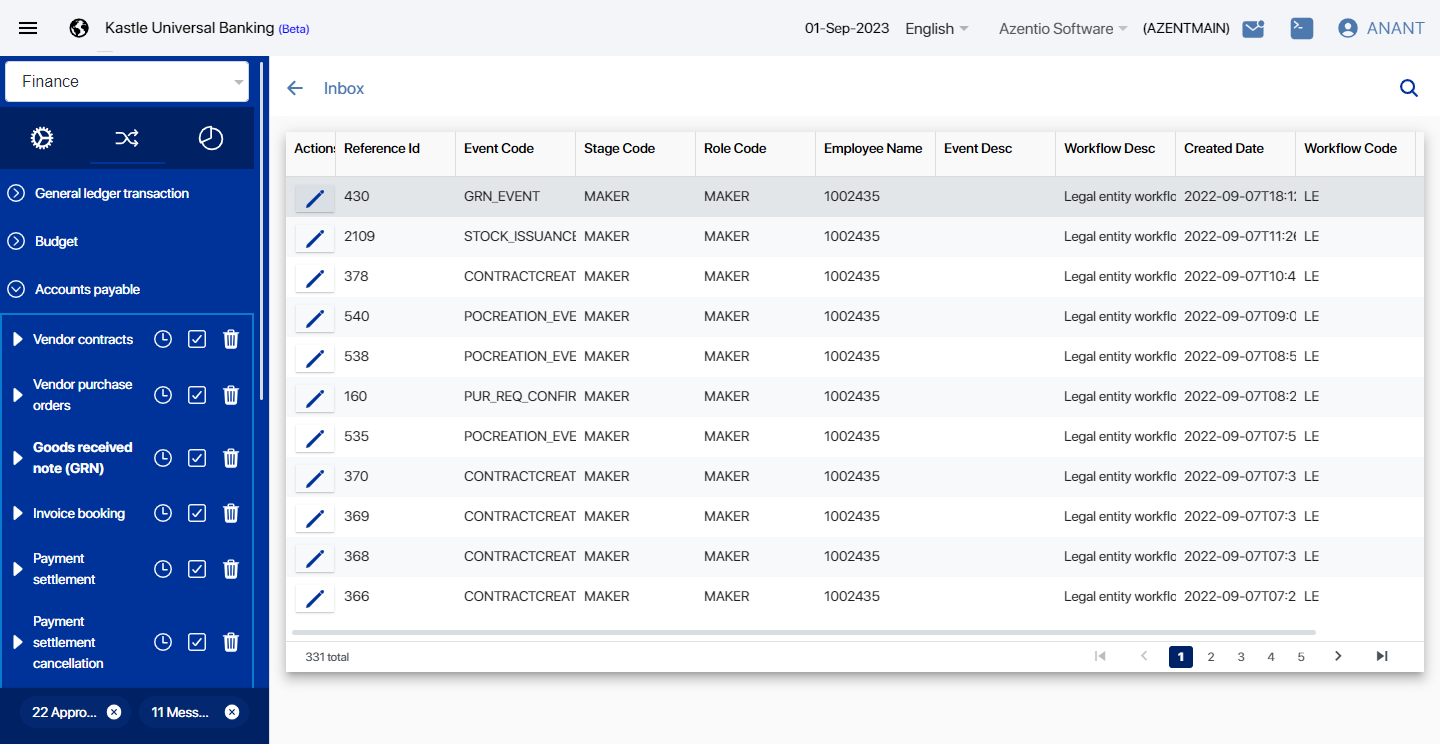 Kastle Universal Banking (Beta)
01-Sep-2023 English Azentio Software (AZENTMAIN) ANANT
Finance
Inbox
General ledger transaction
Budget
Accounts payable
Vendor contracts
Vendor purchase
orders
Goods received
note (GRN)
Invoice booking
Payment
settlement
Payment
settlement
cancellation
22 Appro... 11 Mess...
Actions Reference Id Event Code Stage Code Role Code Employee Name Event Desc Workflow Desc Created Date Workflow Code
430 GRN_EVENT MAKER MAKER 1002435 Legal entity workflo 2022-09-07T18:12 LE
2109 STOCK_ISSUANCE MAKER MAKER 1002435 Legal entity workflo 2022-09-07T11:26 LE
378 CONTRACTCREAT MAKER MAKER 1002435 Legal entity workflo 2022-09-07T10:4 LE
540 POCREATION_EVE MAKER MAKER 1002435 Legal entity workflo 2022-09-07T09:0 LE
538 POCREATION_EVE MAKER MAKER 1002435 Legal entity workflo 2022-09-07T08:5 LE
160 PUR_REQ_CONFIR MAKER MAKER 1002435 Legal entity workflo 2022-09-07T08:2 LE
535 POCREATION_EVE MAKER MAKER 1002435 Legal entity workflo 2022-09-07T07:5 LE
370 CONTRACTCREAT MAKER MAKER 1002435 Legal entity workflo 2022-09-07T07:3 LE
369 CONTRACTCREAT MAKER MAKER 1002435 Legal entity workflo 2022-09-07T07:3 LE
368 CONTRACTCREAT MAKER MAKER 1002435 Legal entity workflo 2022-09-07T07:3 LE
366 CONTRACTCREAT MAKER MAKER 1002435 Legal entity workflo 2022-09-07T07:2 LE
331 total 1 2 3 4 5